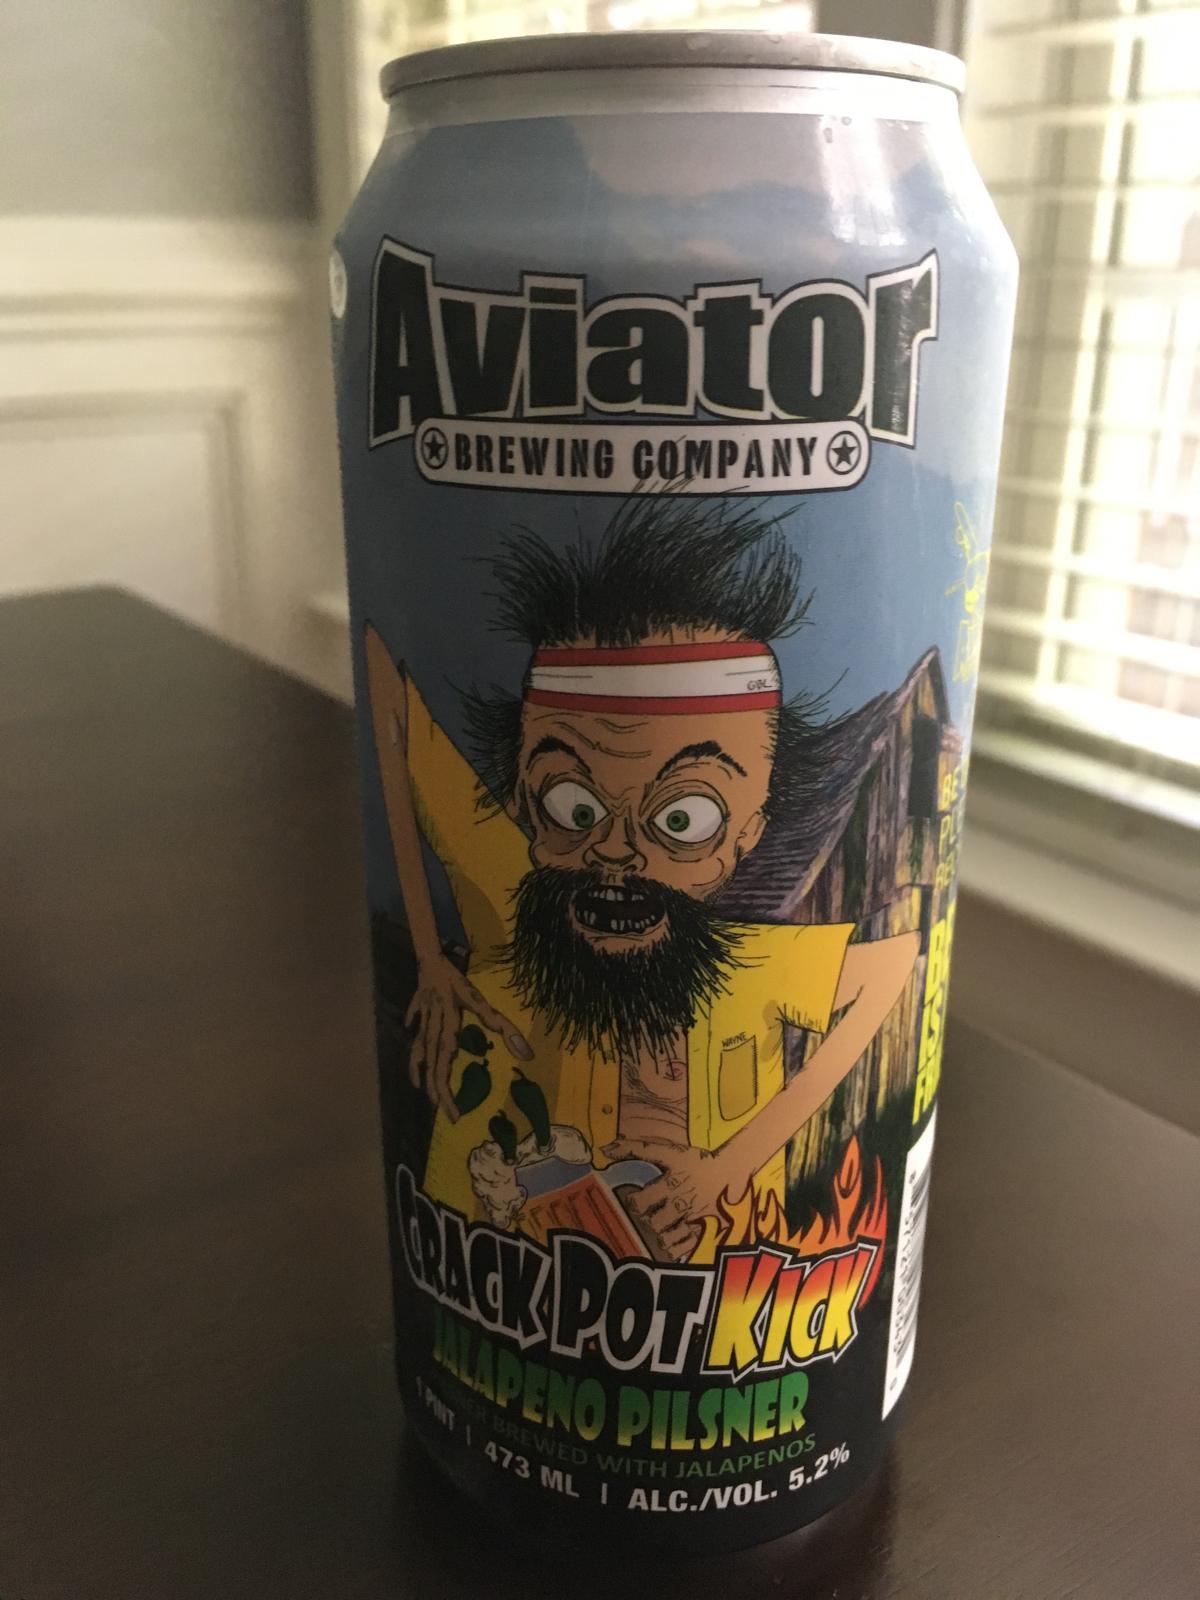 Aviator
BREWING COMPANY
GDL
WAYNE
CRACK POT KICK
JALAPENO PILSNER
BREWED WITH JALAPENOS
1 PINT | 473 ML | ALC./VOL. 5.2%